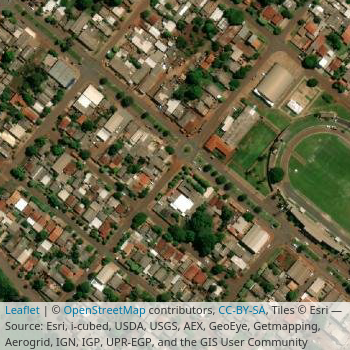 Leaflet | © OpenStreetMap contributors, CC-BY-SA, Tiles © Esri —
Source: Esri, i-cubed, USDA, USGS, AEX, GeoEye, Getmapping,
Aerogrid, IGN, IGP, UPR-EGP, and the GIS User Community